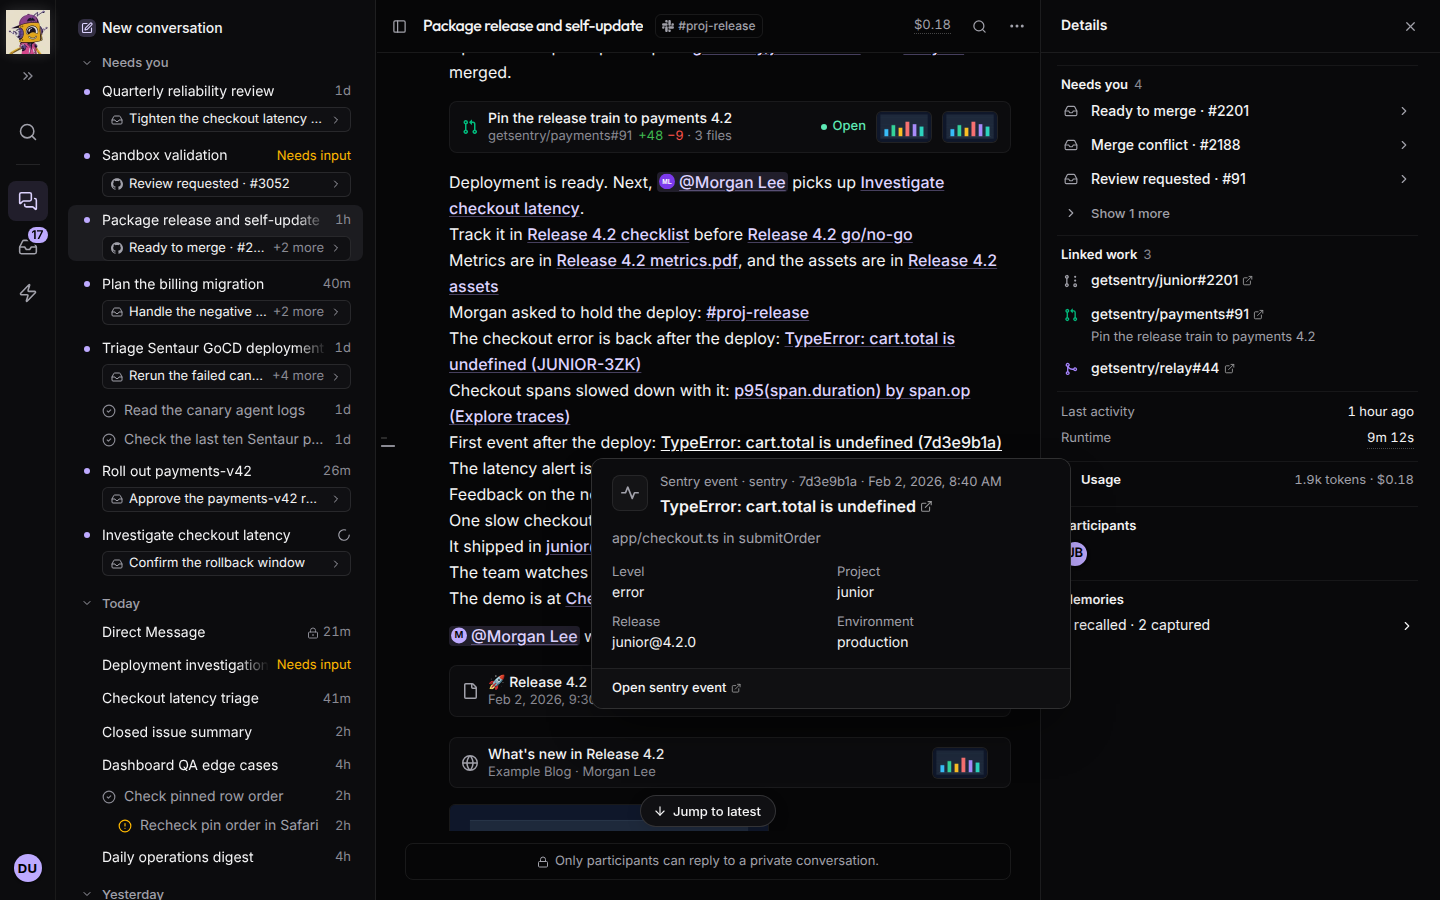 New conversation
Needs you
Quarterly reliability review 1d
Tighten the checkout latency ...
Sandbox validation Needs input
Review requested · #3052
Package release and self-update 1h
Ready to merge · #2... +2 more
Plan the billing migration 40m
Handle the negative ... +2 more
Triage Sentaur GoCD deployment 1d
Rerun the failed can... +4 more
Read the canary agent logs 1d
Check the last ten Sentaur p... 1d
Roll out payments-v42 26m
Approve the payments-v42 r...
Investigate checkout latency
Confirm the rollback window
Today
Direct Message 21m
Deployment investigation Needs input
Checkout latency triage 41m
Closed issue summary 2h
Dashboard QA edge cases 4h
Check pinned row order 2h
Recheck pin order in Safari 2h
Daily operations digest 4h
Yesterday
17
DU
Package release and self-update #proj-release $0.18
merged.
Pin the release train to payments 4.2
getsentry/payments#91 +48 −9 · 3 files
Open
Deployment is ready. Next, ML @Morgan Lee picks up Investigate
checkout latency.
Track it in Release 4.2 checklist before Release 4.2 go/no-go
Metrics are in Release 4.2 metrics.pdf, and the assets are in Release 4.2
assets
Morgan asked to hold the deploy: #proj-release
The checkout error is back after the deploy: TypeError: cart.total is
undefined (JUNIOR-3ZK)
Checkout spans slowed down with it: p95(span.duration) by span.op
(Explore traces)
First event after the deploy: TypeError: cart.total is undefined (7d3e9b1a)
The latency alert is
Feedback on the
One slow checkout
It shipped in junior
The team watches
The demo is at
M @Morgan Lee
Sentry event · sentry · 7d3e9b1a · Feb 2, 2026, 8:40 AM
TypeError: cart.total is undefined
app/checkout.ts in submitOrder
Level
error
Project
junior
Release
junior@4.2.0
Environment
production
Open sentry event
🚀 Release 4.2
Feb 2, 2026, 9:30
What's new in Release 4.2
Example Blog · Morgan Lee
Jump to latest
Only participants can reply to a private conversation.
Details
Needs you 4
Ready to merge · #2201
Merge conflict · #2188
Review requested · #91
Show 1 more
Linked work 3
getsentry/junior#2201
getsentry/payments#91
Pin the release train to payments 4.2
getsentry/relay#44
Last activity 1 hour ago
Runtime 9m 12s
Usage 1.9k tokens · $0.18
articipants
JB
emories
recalled · 2 captured